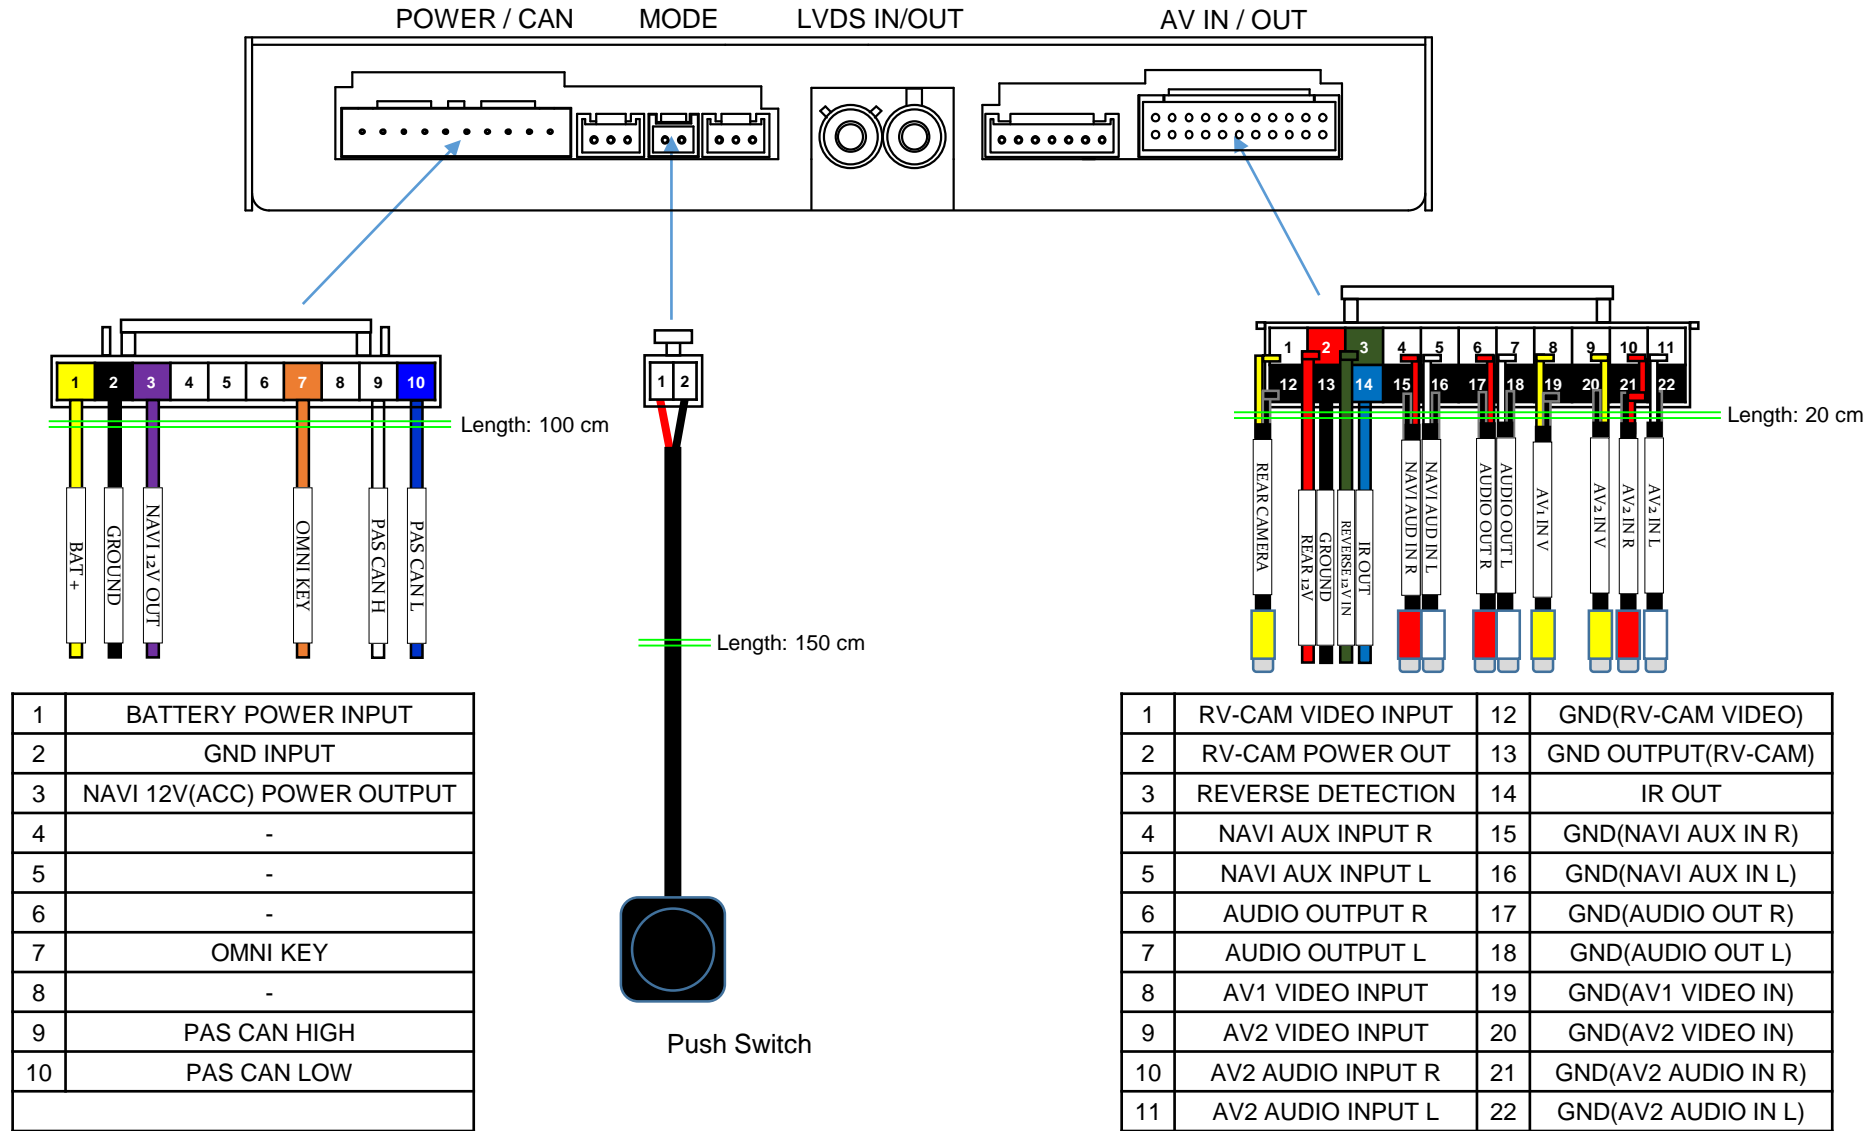 POWER / CAN MODE LVDS IN/OUT AV IN / OUT
1 2 3 4 5 6 7 8 9 10
Length: 100 cm
BAT +
GROUND
NAVI 12V OUT
OMNI KEY
PAS CAN H
PAS CAN L
1 2
Length: 150 cm
Push Switch
1 2 3 4 5 6 7 8 9 10 11
12 13 14 15 16 17 18 19 20 21 22
Length: 20 cm
REAR CAMERA
REAR 12V
GROUND
REVERSE 12V IN
IR OUT
NAVI AUD IN R
NAVI AUD IN L
AUDIO OUT R
AUDIO OUT L
AV1 IN V
AV2 IN V
AV2 IN R
AV2 IN L
1 BATTERY POWER INPUT
2 GND INPUT
3 NAVI 12V(ACC) POWER OUTPUT
4 -
5 -
6 -
7 OMNI KEY
8 -
9 PAS CAN HIGH
10 PAS CAN LOW
1 RV-CAM VIDEO INPUT 12 GND(RV-CAM VIDEO)
2 RV-CAM POWER OUT 13 GND OUTPUT(RV-CAM)
3 REVERSE DETECTION 14 IR OUT
4 NAVI AUX INPUT R 15 GND(NAVI AUX IN R)
5 NAVI AUX INPUT L 16 GND(NAVI AUX IN L)
6 AUDIO OUTPUT R 17 GND(AUDIO OUT R)
7 AUDIO OUTPUT L 18 GND(AUDIO OUT L)
8 AV1 VIDEO INPUT 19 GND(AV1 VIDEO IN)
9 AV2 VIDEO INPUT 20 GND(AV2 VIDEO IN)
10 AV2 AUDIO INPUT R 21 GND(AV2 AUDIO IN R)
11 AV2 AUDIO INPUT L 22 GND(AV2 AUDIO IN L)